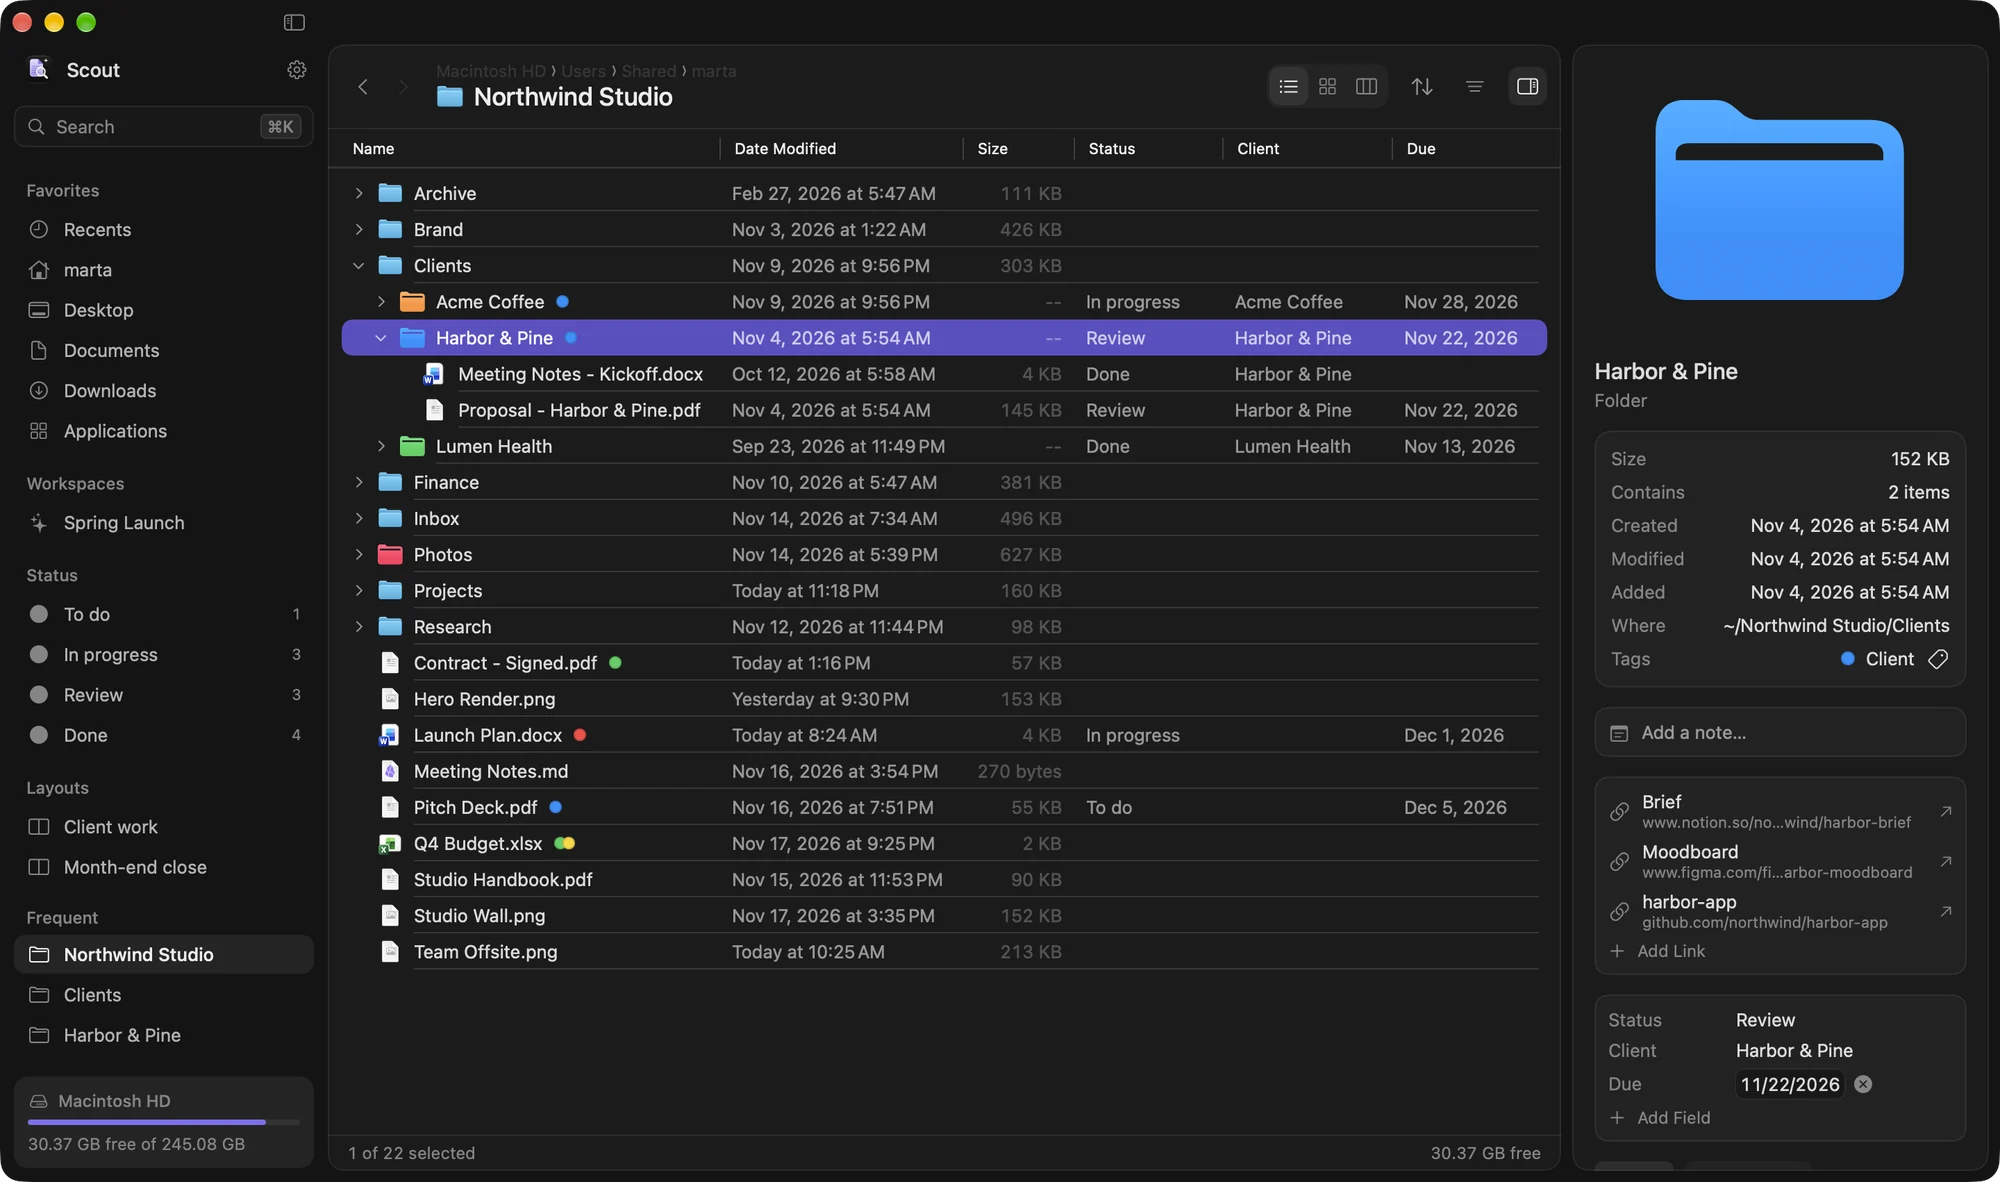 Scout
Search ⌘K
Favorites
Recents
marta
Desktop
Documents
Downloads
Applications
Workspaces
Spring Launch
Status
To do 1
In progress 3
Review 3
Done 4
Layouts
Client work
Month-end close
Frequent
Northwind Studio
Clients
Harbor & Pine
Macintosh HD
30.37 GB free of 245.08 GB
Macintosh HD › Users › Shared › marta
Northwind Studio
Name Date Modified Size Status Client Due
Archive Feb 27, 2026 at 5:47 AM 111 KB
Brand Nov 3, 2026 at 1:22 AM 426 KB
Clients Nov 9, 2026 at 9:56 PM 303 KB
Acme Coffee Nov 9, 2026 at 9:56 PM -- In progress Acme Coffee Nov 28, 2026
Harbor & Pine Nov 4, 2026 at 5:54 AM -- Review Harbor & Pine Nov 22, 2026
Meeting Notes - Kickoff.docx Oct 12, 2026 at 5:58 AM 4 KB Done Harbor & Pine
Proposal - Harbor & Pine.pdf Nov 4, 2026 at 5:54 AM 145 KB Review Harbor & Pine Nov 22, 2026
Lumen Health Sep 23, 2026 at 11:49 PM -- Done Lumen Health Nov 13, 2026
Finance Nov 10, 2026 at 5:47 AM 381 KB
Inbox Nov 14, 2026 at 7:34 AM 496 KB
Photos Nov 14, 2026 at 5:39 PM 627 KB
Projects Today at 11:18 PM 160 KB
Research Nov 12, 2026 at 11:44 PM 98 KB
Contract - Signed.pdf Today at 1:16 PM 57 KB
Hero Render.png Yesterday at 9:30 PM 153 KB
Launch Plan.docx Today at 8:24 AM 4 KB In progress Dec 1, 2026
Meeting Notes.md Nov 16, 2026 at 3:54 PM 270 bytes
Pitch Deck.pdf Nov 16, 2026 at 7:51 PM 55 KB To do Dec 5, 2026
Q4 Budget.xlsx Nov 17, 2026 at 9:25 PM 2 KB
Studio Handbook.pdf Nov 15, 2026 at 11:53 PM 90 KB
Studio Wall.png Nov 17, 2026 at 3:35 PM 152 KB
Team Offsite.png Today at 10:25 AM 213 KB
1 of 22 selected 30.37 GB free
Harbor & Pine
Folder
Size 152 KB
Contains 2 items
Created Nov 4, 2026 at 5:54 AM
Modified Nov 4, 2026 at 5:54 AM
Added Nov 4, 2026 at 5:54 AM
Where ~/Northwind Studio/Clients
Tags Client
Add a note...
Brief
www.notion.so/no...wind/harbor-brief
Moodboard
www.figma.com/fi...arbor-moodboard
harbor-app
github.com/northwind/harbor-app
Add Link
Status Review
Client Harbor & Pine
Due 11/22/2026
Add Field